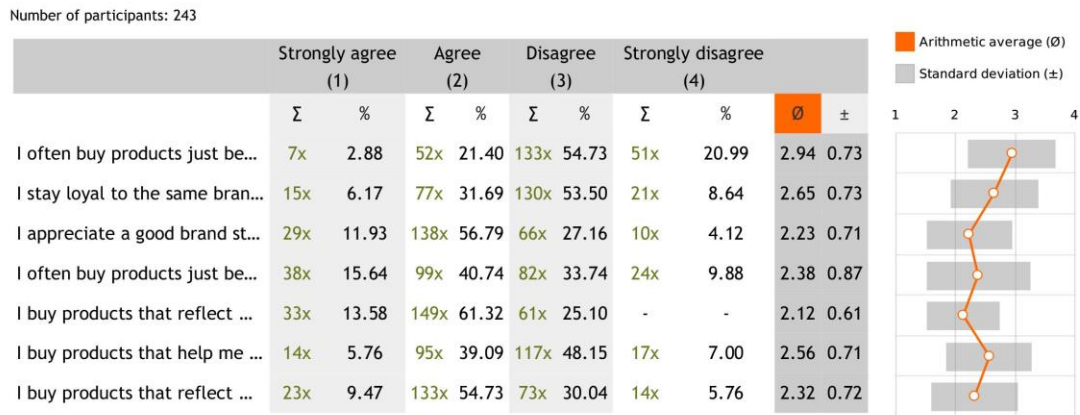 Number of participants: 243
Arithmetic average (Ø)
Standard deviation (±)
Strongly agree (1) Agree (2) Disagree (3) Strongly disagree (4)
Σ % Σ % Σ % Σ % Ø ± 1 2 3 4
I often buy products just be... 7x 2.88 52x 21.40 133x 54.73 51x 20.99 2.94 0.73
I stay loyal to the same bran... 15x 6.17 77x 31.69 130x 53.50 21x 8.64 2.65 0.73
I appreciate a good brand st... 29x 11.93 138x 56.79 66x 27.16 10x 4.12 2.23 0.71
I often buy products just be... 38x 15.64 99x 40.74 82x 33.74 24x 9.88 2.38 0.87
I buy products that reflect ... 33x 13.58 149x 61.32 61x 25.10 - - 2.12 0.61
I buy products that help me ... 14x 5.76 95x 39.09 117x 48.15 17x 7.00 2.56 0.71
I buy products that reflect ... 23x 9.47 133x 54.73 73x 30.04 14x 5.76 2.32 0.72